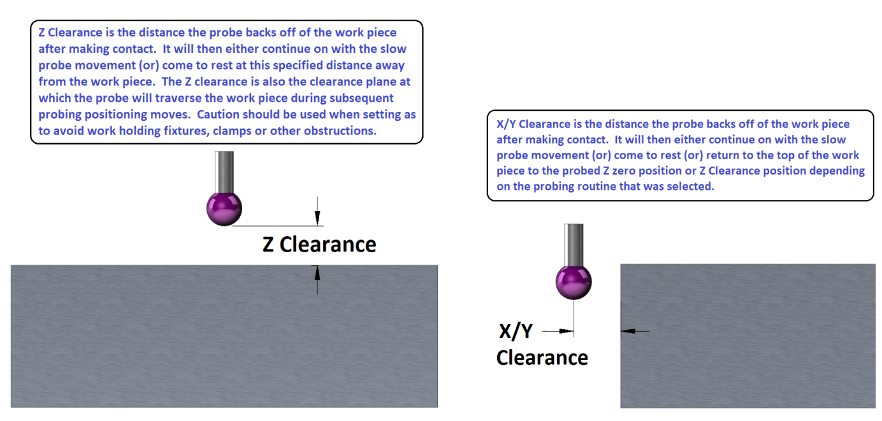 Z Clearance is the distance the probe backs off of the work piece
after making contact.  It will then either continue on with the slow
probe movement (or) come to rest at this specified distance away
from the work piece.  The Z clearance is also the clearance plane at
which the probe will traverse the work piece during subsequent
probing positioning moves.  Caution should be used when setting as
to avoid work holding fixtures, clamps or other obstructions.
Z Clearance
X/Y Clearance is the distance the probe backs off of the work piece
after making contact.  It will then either continue on with the slow
probe movement (or) come to rest (or) return to the top of the work
piece to the probed Z zero position or Z Clearance position depending
on the probing routine that was selected.
X/Y
Clearance